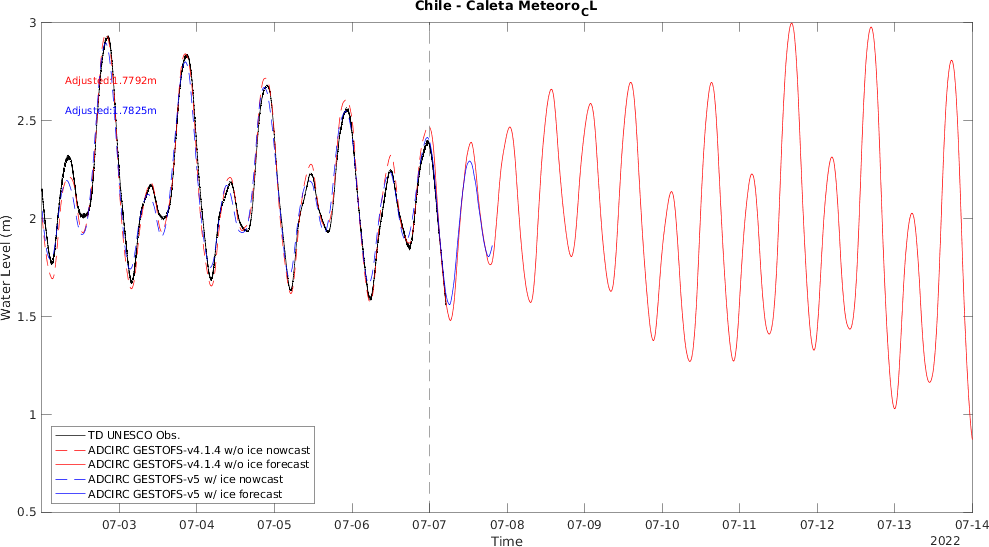 Chile - Caleta Meteoro_CL
Adjusted:1.7792m
Adjusted:1.7825m
Water Level (m)
3
2.5
2
1.5
1
0.5
TD UNESCO Obs.
ADCIRC GESTOFS-v4.1.4 w/o ice nowcast
ADCIRC GESTOFS-v4.1.4 w/o ice forecast
ADCIRC GESTOFS-v5 w/ ice nowcast
ADCIRC GESTOFS-v5 w/ ice forecast
07-03 07-04 07-05 07-06 07-07 07-08 07-09 07-10 07-11 07-12 07-13 07-14
Time
2022